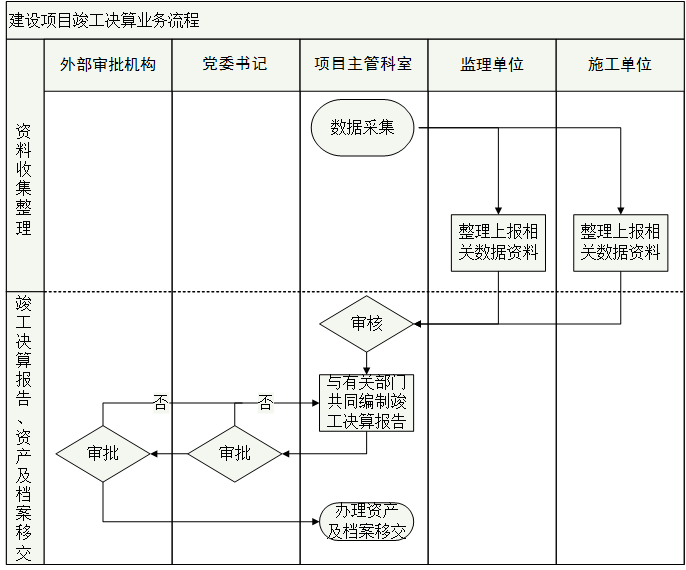 建设项目竣工决算业务流程
外部审批机构
党委书记
项目主管科室
监理单位
施工单位
资料收集整理
数据采集
整理上报相
关数据资料
整理上报相
关数据资料
竣工决算报告、资产及档案移交
审核
与有关部门
共同编制竣
工决算报告
否
否
审批
审批
办理资产
及档案移交